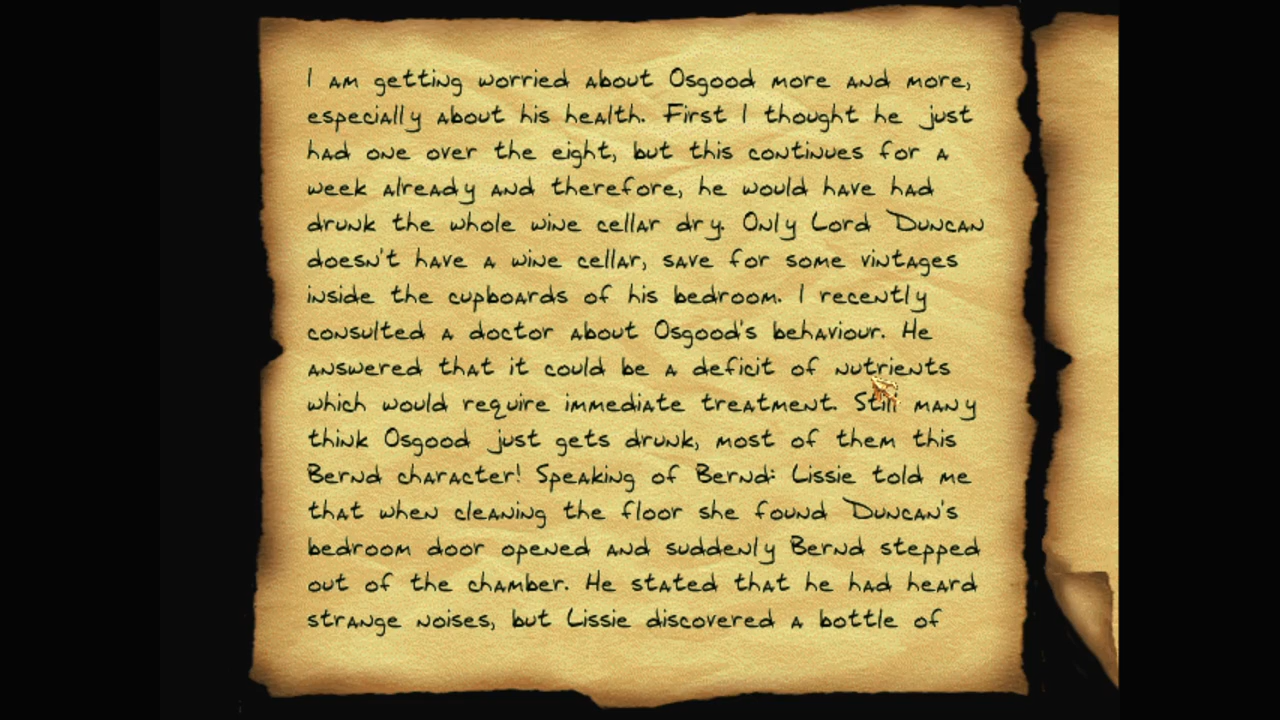 I am getting worried about Osgood more and more,
especially about his health. First I thought he just
had one over the eight, but this continues for a
week already and therefore, he would have had
drunk the whole wine cellar dry. Only Lord Duncan
doesn't have a wine cellar, save for some vintages
inside the cupboards of his bedroom. I recently
consulted a doctor about Osgood's behaviour. He
answered that it could be a deficit of nutrients
which would require immediate treatment. Still many
think Osgood just gets drunk, most of them this
Bernd character! Speaking of Bernd: Lissie told me
that when cleaning the floor she found Duncan's
bedroom door opened and suddenly Bernd stepped
out of the chamber. He stated that he had heard
strange noises, but Lissie discovered a bottle of